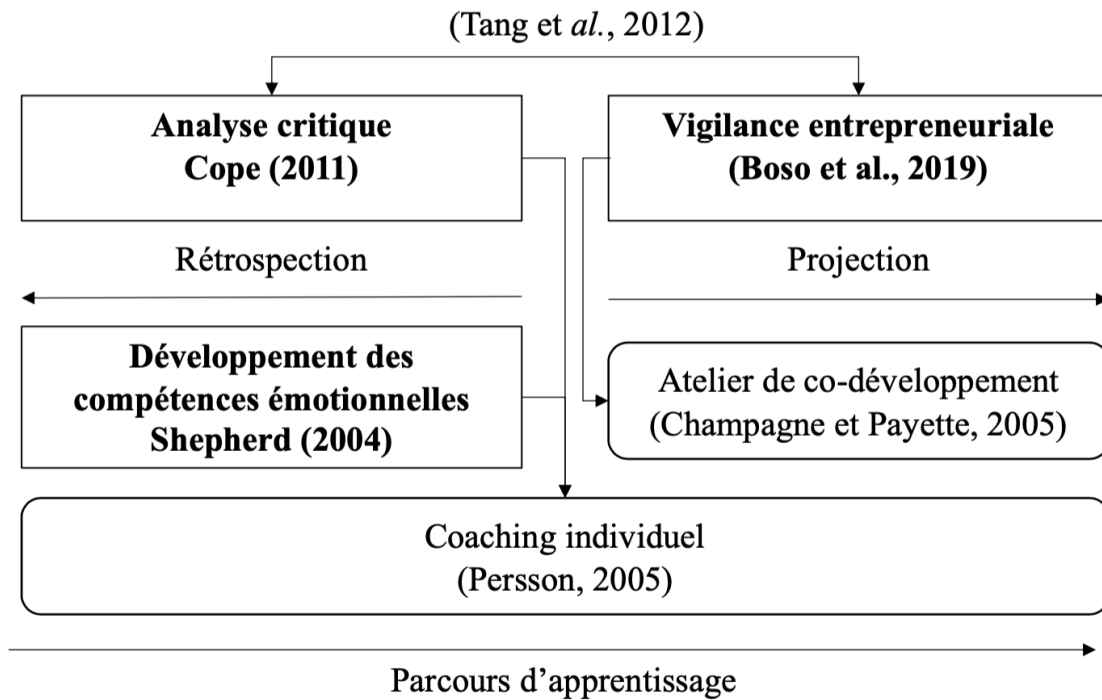 (Tang et al., 2012)
Analyse critique
Cope (2011)
Vigilance entrepreneuriale
(Boso et al., 2019)
Rétrospection
Projection
Développement des
compétences émotionnelles
Shepherd (2004)
Atelier de co-développement
(Champagne et Payette, 2005)
Coaching individuel
(Persson, 2005)
Parcours d’apprentissage